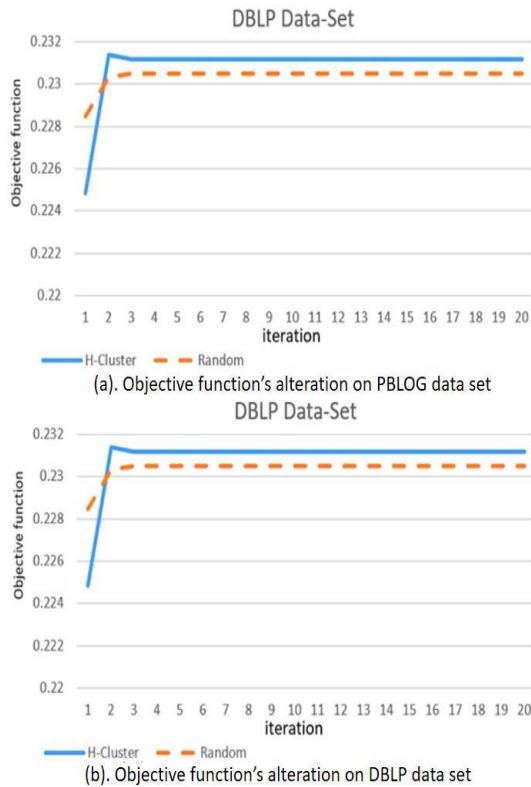 DBLP Data-Set
0.232
0.23
0.228
0.226
0.224
0.222
0.22
Objective function
1 2 3 4 5 6 7 8 9 10 11 12 13 14 15 16 17 18 19 20
iteration
H-Cluster Random
(a). Objective function's alteration on PBLOG data set
DBLP Data-Set
0.232
0.23
0.228
0.226
0.224
0.222
0.22
Objective function
1 2 3 4 5 6 7 8 9 10 11 12 13 14 15 16 17 18 19 20
iteration
H-Cluster Random
(b). Objective function's alteration on DBLP data set